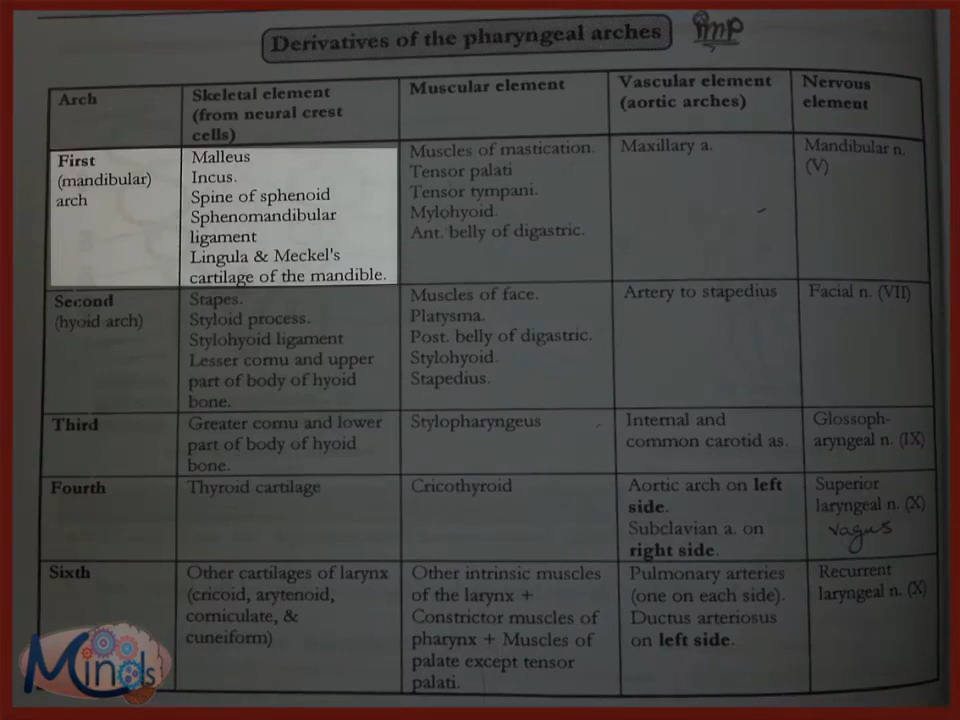 Derivatives of the pharyngeal arches
imp
Arch
Skeletal element
(from neural crest
cells)
Muscular element
Vascular element
(aortic arches)
Nervous
element
First
(mandibular)
arch
Malleus
Incus.
Spine of sphenoid
Sphenomandibular
ligament
Lingula & Meckel's
cartilage of the mandible.
Muscles of mastication.
Tensor palati
Tensor tympani.
Mylohyoid.
Ant. belly of digastric.
Maxillary a.
Mandibular n.
(V)
Second
(hyoid arch)
Stapes.
Styloid process.
Stylohyoid ligament
Lesser cornu and upper
part of body of hyoid
bone.
Muscles of face.
Platysma.
Post. belly of digastric.
Stylohyoid.
Stapedius.
Artery to stapedius
Facial n. (VII)
Third
Greater cornu and lower
part of body of hyoid
bone.
Stylopharyngeus
Internal and
common carotid as.
Glossoph-
aryngeal n. (IX)
Fourth
Thyroid cartilage
Cricothyroid
Aortic arch on left
side.
Subclavian a. on
right side.
Superior
laryngeal n. (X)
vagus
Sixth
Other cartilages of larynx
(cricoid, arytenoid,
corniculate, &
cuneiform)
Other intrinsic muscles
of the larynx +
Constrictor muscles of
pharynx + Muscles of
palate except tensor
palati.
Pulmonary arteries
(one on each side).
Ductus arteriosus
on left side.
Recurrent
laryngeal n. (X)
Minds